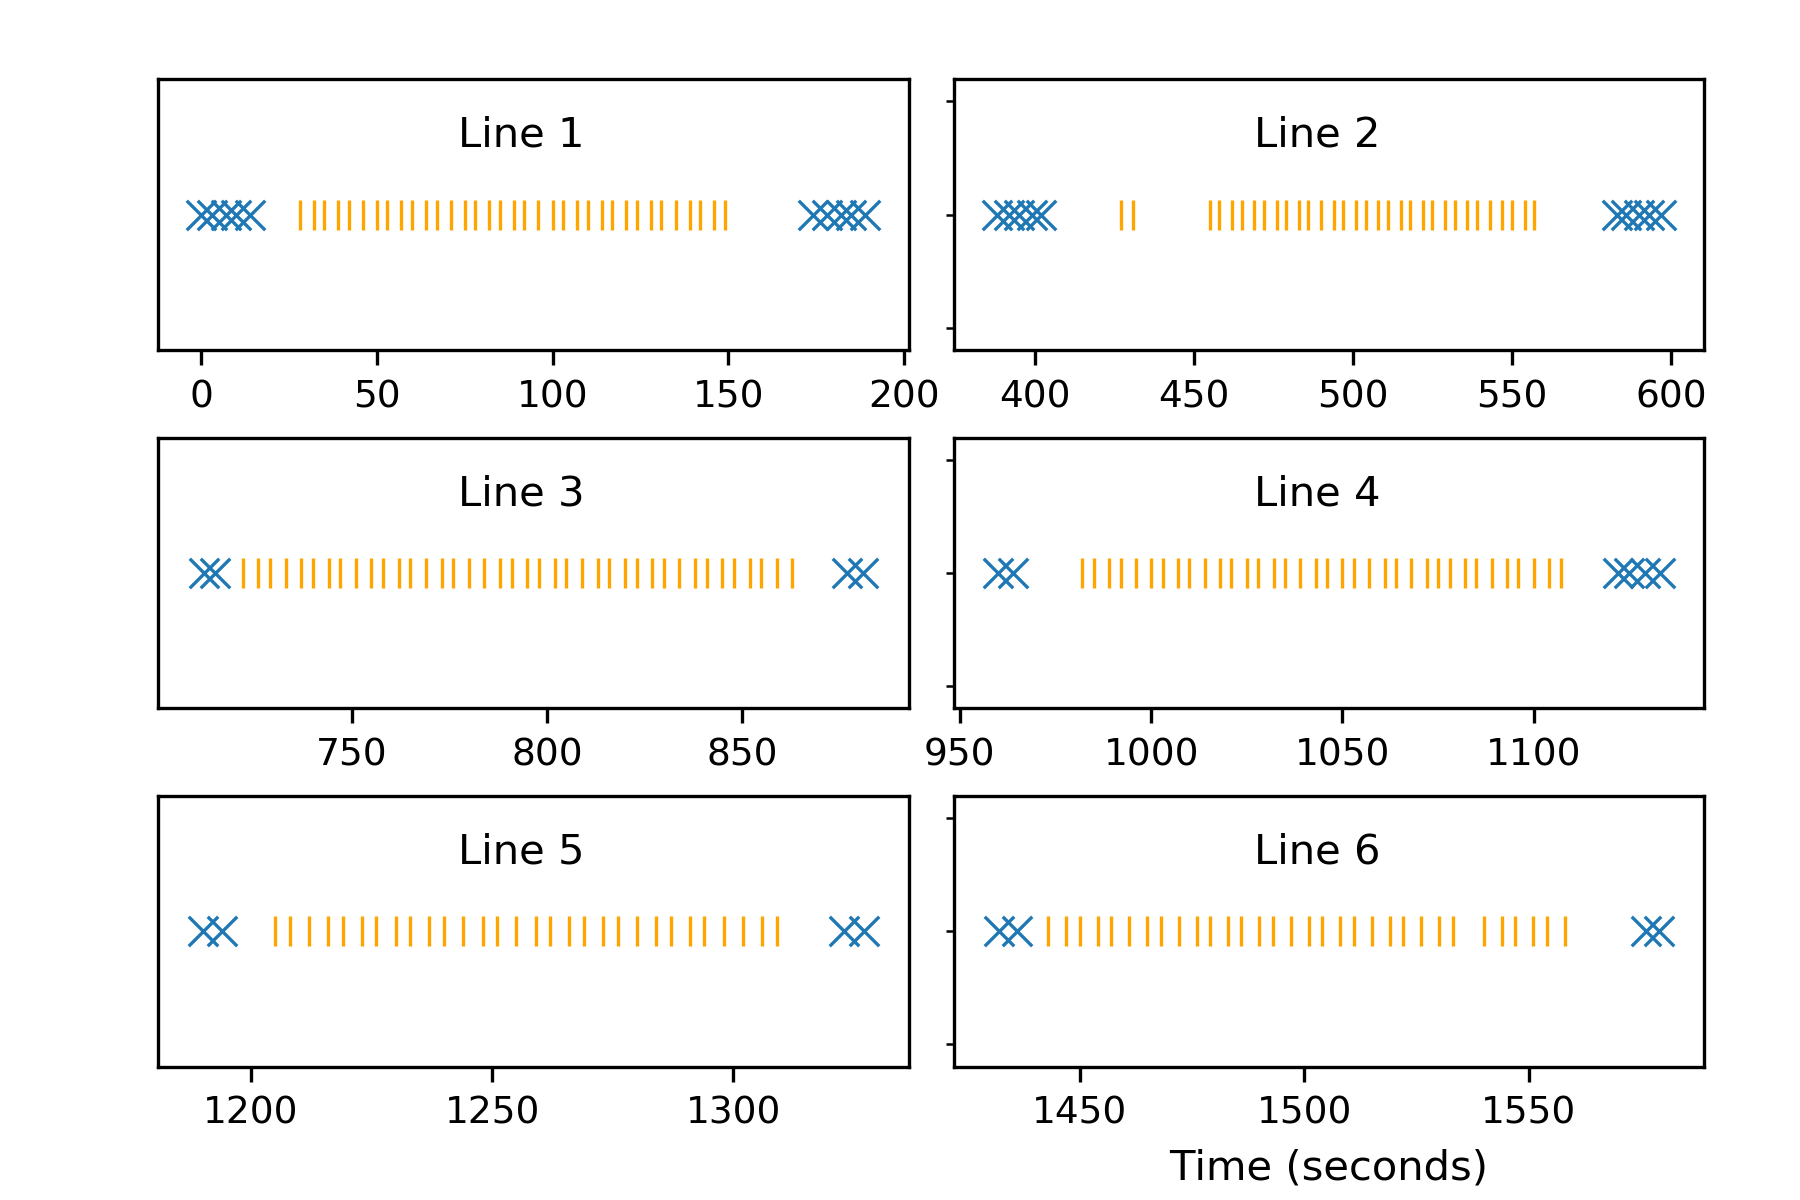 Line 1
Line 2
0 50 100 150 200
400 450 500 550 600
Line 3
Line 4
750 800 850
950 1000 1050 1100
Line 5
Line 6
1200 1250 1300
1450 1500 1550
Time (seconds)